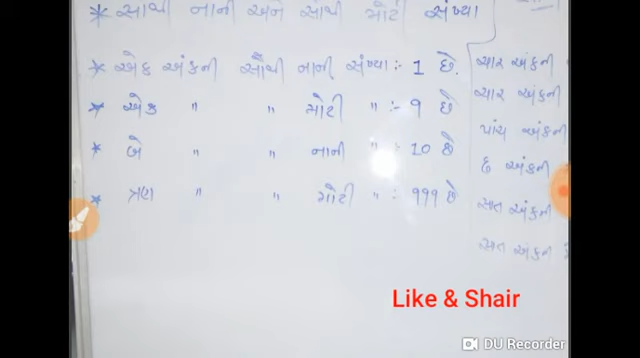 * સાથી નાની અને સૌથી મોટી સંખ્યા
* એક અંકની સૌથી નાની સંખ્યા :- 1 છે.
* એક " " મોટી " :- 9 છે
* બે " " નાની " :- 10 છે
* ત્રણ " " મોટી " :- 999 છે
ચાર અંકની
ચાર અંકની
પાંચ અંકની
છ અંકની
સાત અંકની
સાત અંકની
Like & Shair
DU Recorder